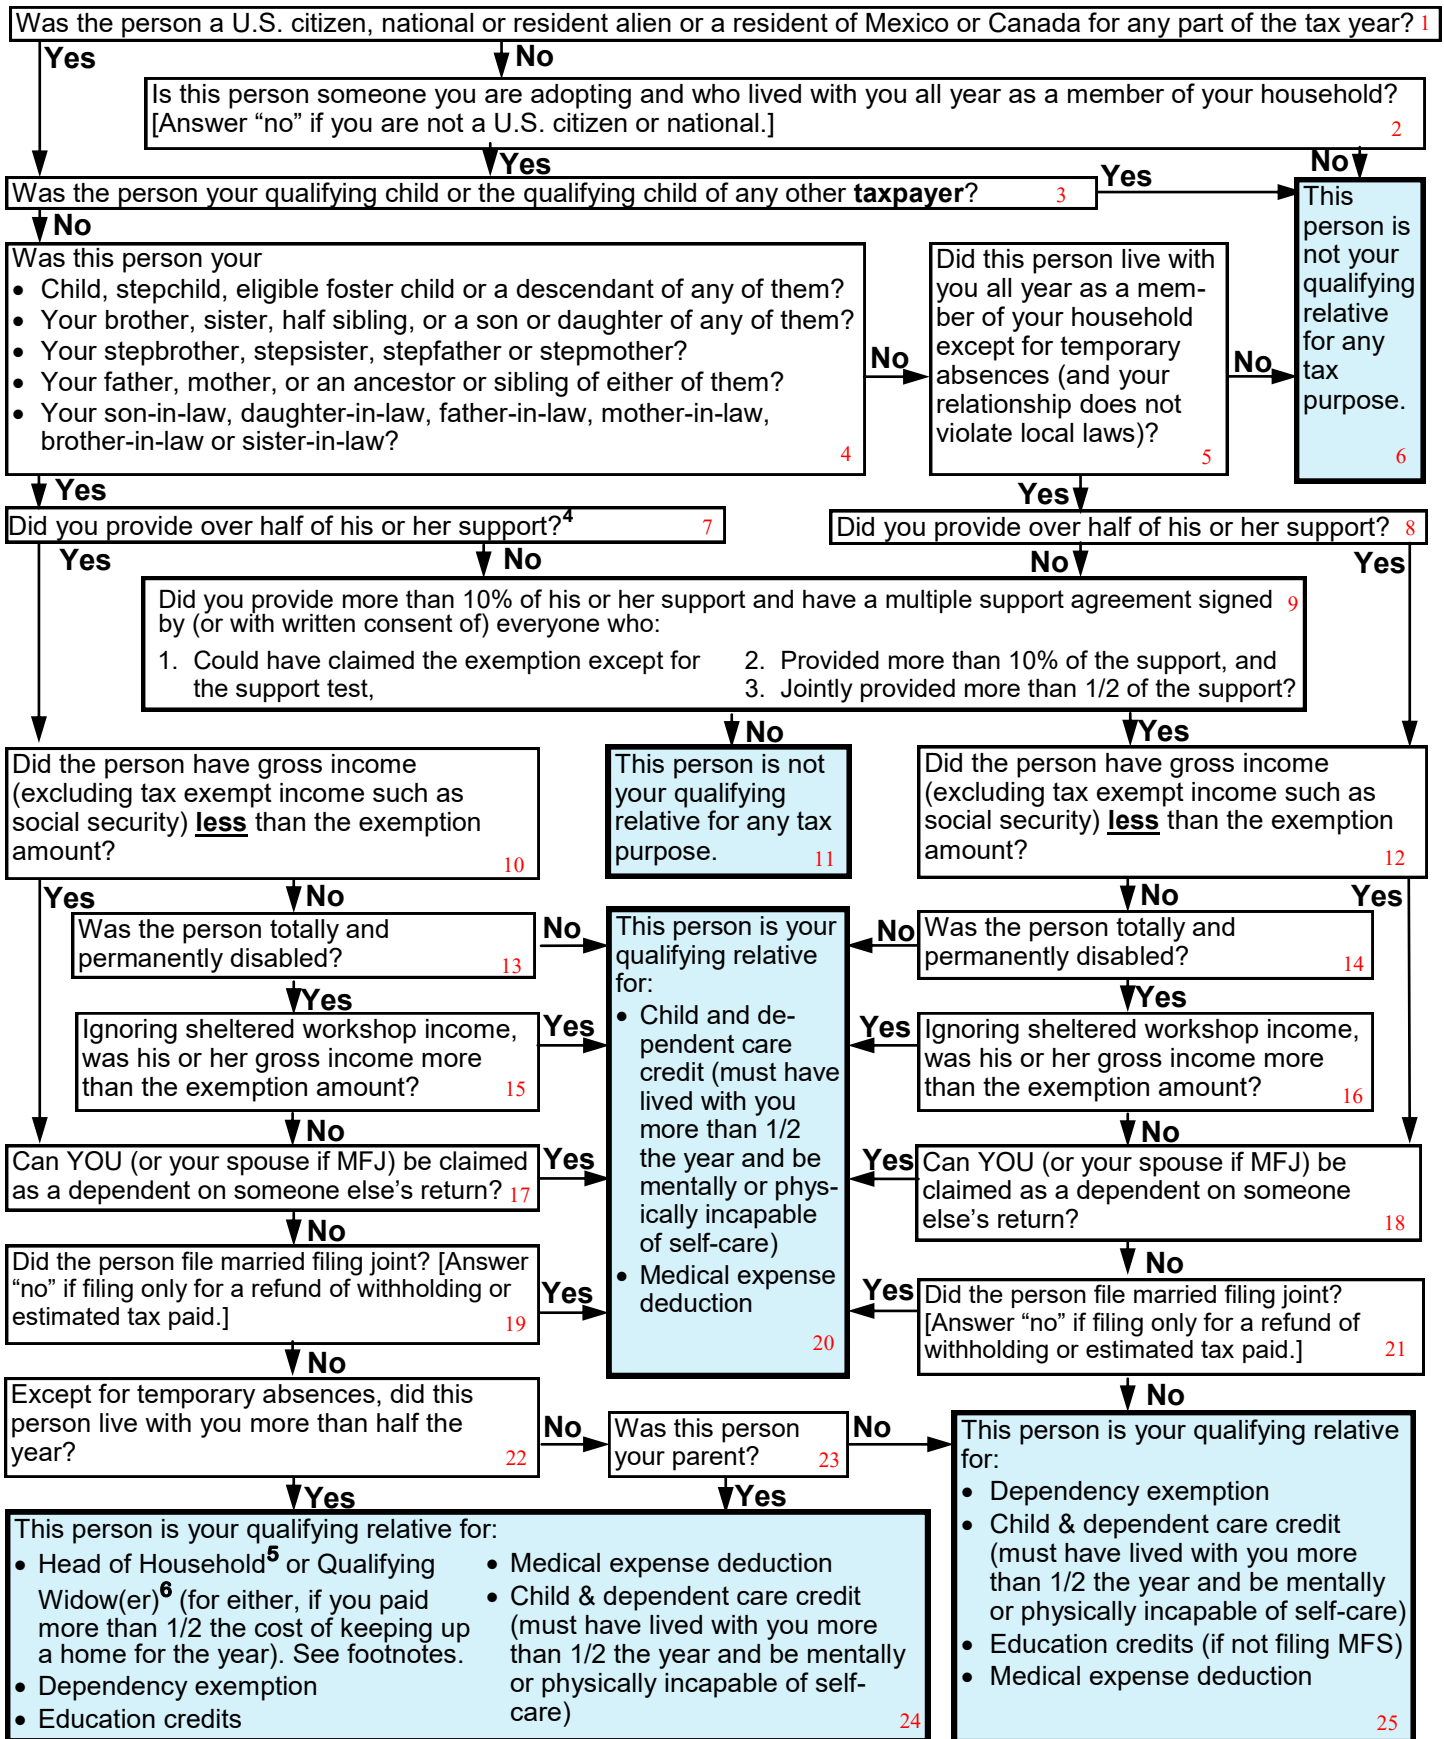 Was the person a U.S. citizen, national or resident alien or a resident of Mexico or Canada for any part of the tax year? 1
Yes
No
Is this person someone you are adopting and who lived with you all year as a member of your household?
[Answer “no” if you are not a U.S. citizen or national.] 2
Yes
No
Was the person your qualifying child or the qualifying child of any other taxpayer? 3
Yes
No
This
person is
not your
qualifying
relative
for any
tax
purpose.
6
Was this person your
• Child, stepchild, eligible foster child or a descendant of any of them?
• Your brother, sister, half sibling, or a son or daughter of any of them?
• Your stepbrother, stepsister, stepfather or stepmother?
• Your father, mother, or an ancestor or sibling of either of them?
• Your son-in-law, daughter-in-law, father-in-law, mother-in-law,
brother-in-law or sister-in-law?
4
No
Did this person live with
you all year as a mem-
ber of your household
except for temporary
absences (and your
relationship does not
violate local laws)?
5
No
Yes
Yes
Did you provide over half of his or her support?4 7
Did you provide over half of his or her support? 8
Yes
No
No
Yes
Did you provide more than 10% of his or her support and have a multiple support agreement signed 9
by (or with written consent of) everyone who:
1. Could have claimed the exemption except for
the support test,
2. Provided more than 10% of the support, and
3. Jointly provided more than 1/2 of the support?
No
Yes
Did the person have gross income
(excluding tax exempt income such as
social security) less than the exemption
amount?
10
This person is not
your qualifying
relative for any tax
purpose. 11
Did the person have gross income
(excluding tax exempt income such as
social security) less than the exemption
amount?
12
Yes
No
No
Yes
Was the person totally and
permanently disabled? 13
No
This person is your
qualifying relative
for:
• Child and de-
pendent care
credit (must have
lived with you
more than 1/2
the year and be
mentally or phys-
ically incapable
of self-care)
• Medical expense
deduction
20
No
Was the person totally and
permanently disabled? 14
Yes
Yes
Ignoring sheltered workshop income,
was his or her gross income more
than the exemption amount? 15
Yes
Yes
Ignoring sheltered workshop income,
was his or her gross income more
than the exemption amount? 16
No
No
Can YOU (or your spouse if MFJ) be claimed
as a dependent on someone else’s return? 17
Yes
Yes
Can YOU (or your spouse if MFJ) be
claimed as a dependent on someone
else’s return? 18
No
No
Did the person file married filing joint? [Answer
“no” if filing only for a refund of withholding or
estimated tax paid.] 19
Yes
Yes
Did the person file married filing joint?
[Answer “no” if filing only for a refund of
withholding or estimated tax paid.] 21
No
No
Except for temporary absences, did this
person live with you more than half the
year? 22
No
Was this person
your parent? 23
No
Yes
Yes
This person is your qualifying relative for:
• Head of Household5 or Qualifying
Widow(er)6 (for either, if you paid
more than 1/2 the cost of keeping up
a home for the year). See footnotes.
• Dependency exemption
• Education credits
• Medical expense deduction
• Child & dependent care credit
(must have lived with you more
than 1/2 the year and be mentally
or physically incapable of self-
care)
24
This person is your qualifying relative
for:
• Dependency exemption
• Child & dependent care credit
(must have lived with you more
than 1/2 the year and be mentally
or physically incapable of self-care)
• Education credits (if not filing MFS)
• Medical expense deduction
25